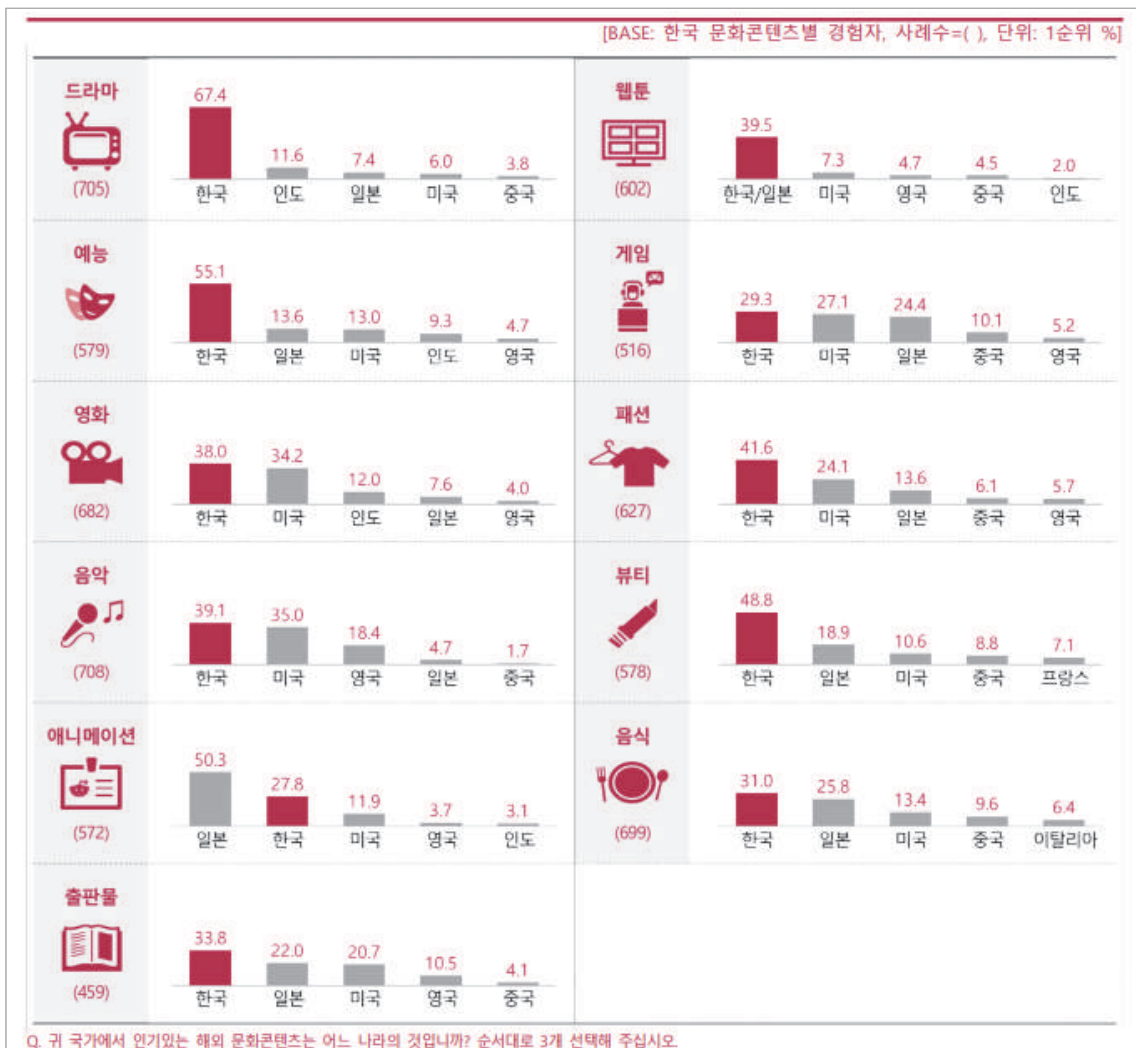 [BASE: 한국 문화콘텐츠별 경험자, 사례수=( ), 단위: 1순위 %]
드라마
(705)
67.4 11.6 7.4 6.0 3.8
한국 인도 일본 미국 중국
웹툰
(602)
39.5 7.3 4.7 4.5 2.0
한국/일본 미국 영국 중국 인도
예능
(579)
55.1 13.6 13.0 9.3 4.7
한국 일본 미국 인도 영국
게임
(516)
29.3 27.1 24.4 10.1 5.2
한국 미국 일본 중국 영국
영화
(682)
38.0 34.2 12.0 7.6 4.0
한국 미국 인도 일본 영국
패션
(627)
41.6 24.1 13.6 6.1 5.7
한국 미국 일본 중국 영국
음악
(708)
39.1 35.0 18.4 4.7 1.7
한국 미국 영국 일본 중국
뷰티
(578)
48.8 18.9 10.6 8.8 7.1
한국 일본 미국 중국 프랑스
애니메이션
(572)
50.3 27.8 11.9 3.7 3.1
일본 한국 미국 영국 인도
음식
(699)
31.0 25.8 13.4 9.6 6.4
한국 일본 미국 중국 이탈리아
출판물
(459)
33.8 22.0 20.7 10.5 4.1
한국 일본 미국 영국 중국
Q. 귀 국가에서 인기있는 해외 문화콘텐츠는 어느 나라의 것입니까? 순서대로 3개 선택해 주십시오.